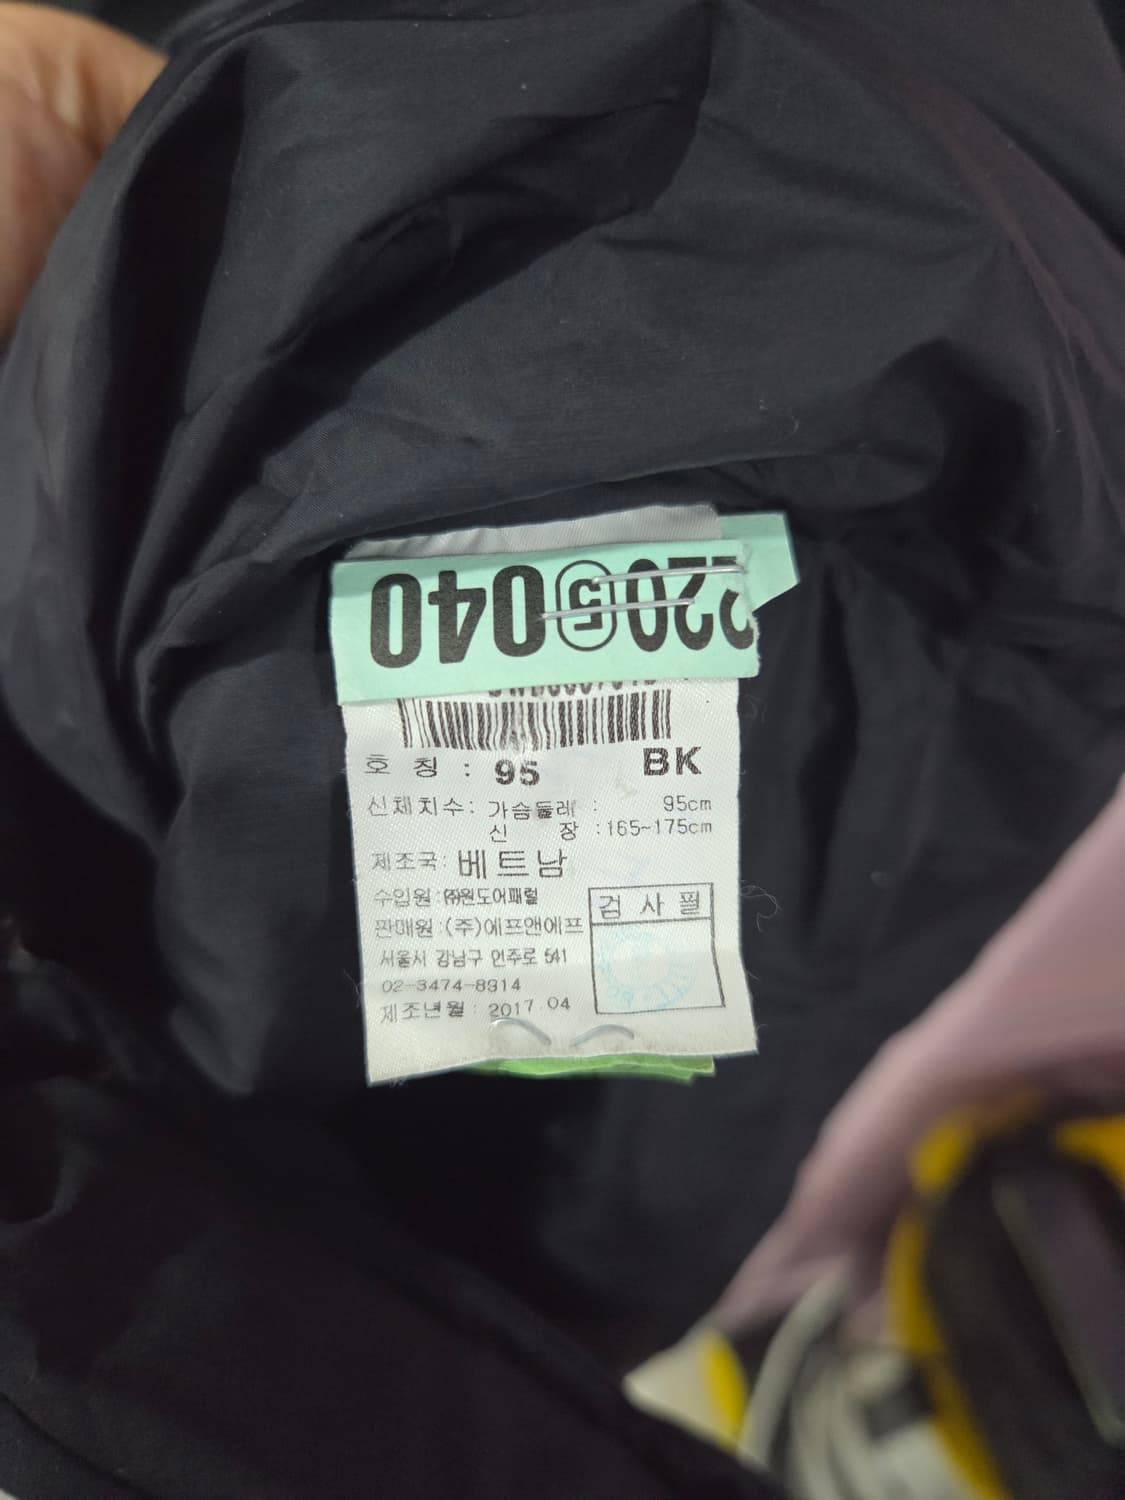 220⑤040
호 칭 : 95 BK
신체치수: 가슴둘레 : 95cm
신 장 :165~175cm
제조국: 베트남
수입원:㈜원도어패럴
판매원:(주)에프앤에프
서울시 강남구 언주로 541
02-3474-8914
제조년월: 2017.04
검 사 필